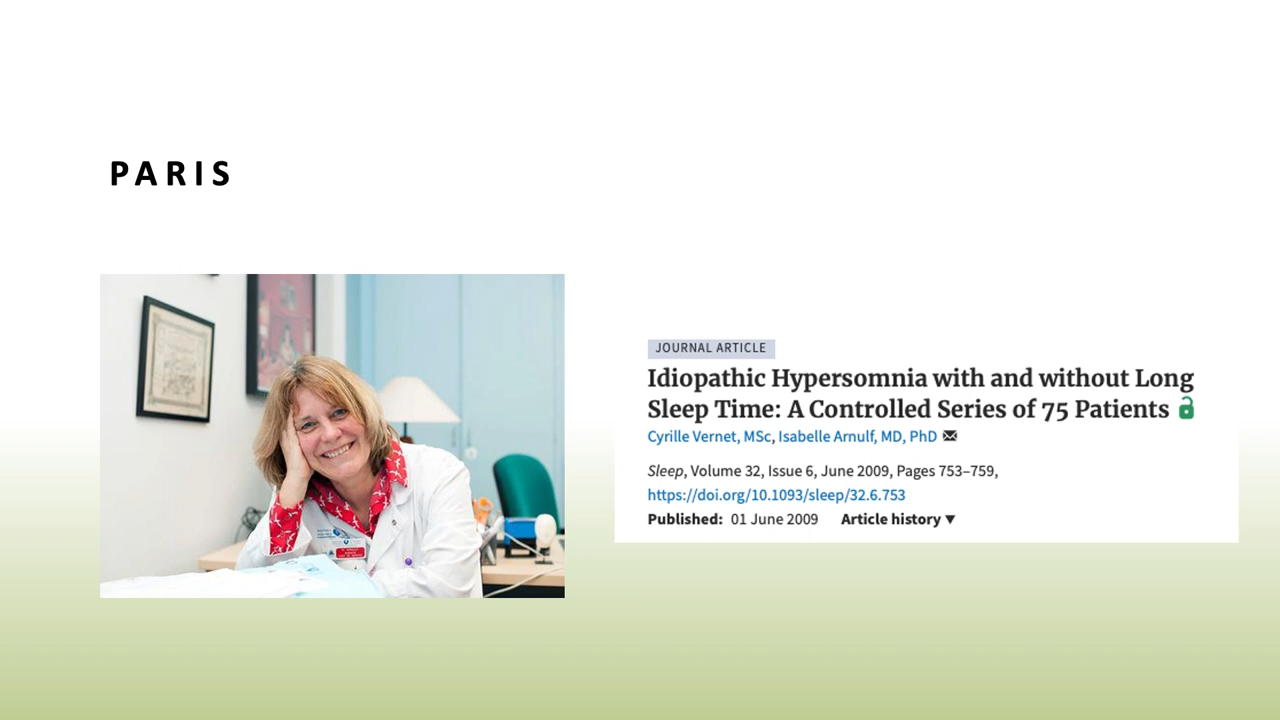 PARIS
JOURNAL ARTICLE
Idiopathic Hypersomnia with and without Long
Sleep Time: A Controlled Series of 75 Patients
Cyrille Vernet, MSc, Isabelle Arnulf, MD, PhD
Sleep, Volume 32, Issue 6, June 2009, Pages 753–759,
https://doi.org/10.1093/sleep/32.6.753
Published: 01 June 2009 Article history ▼